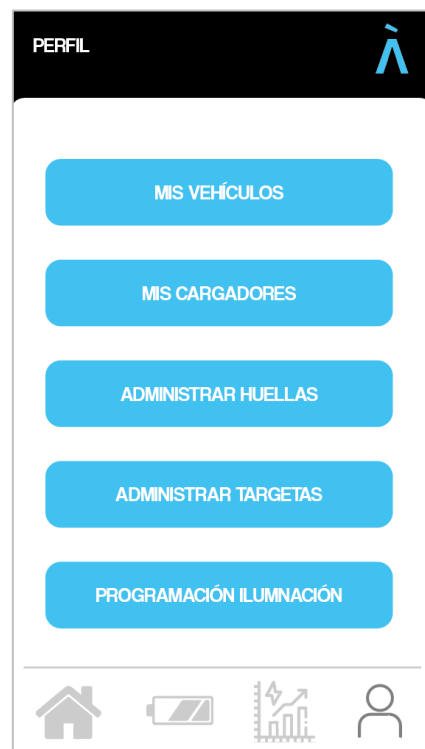 PERFIL
MIS VEHÍCULOS
MIS CARGADORES
ADMINISTRAR HUELLAS
ADMINISTRAR TARGETAS
PROGRAMACIÓN ILUMNACIÓN